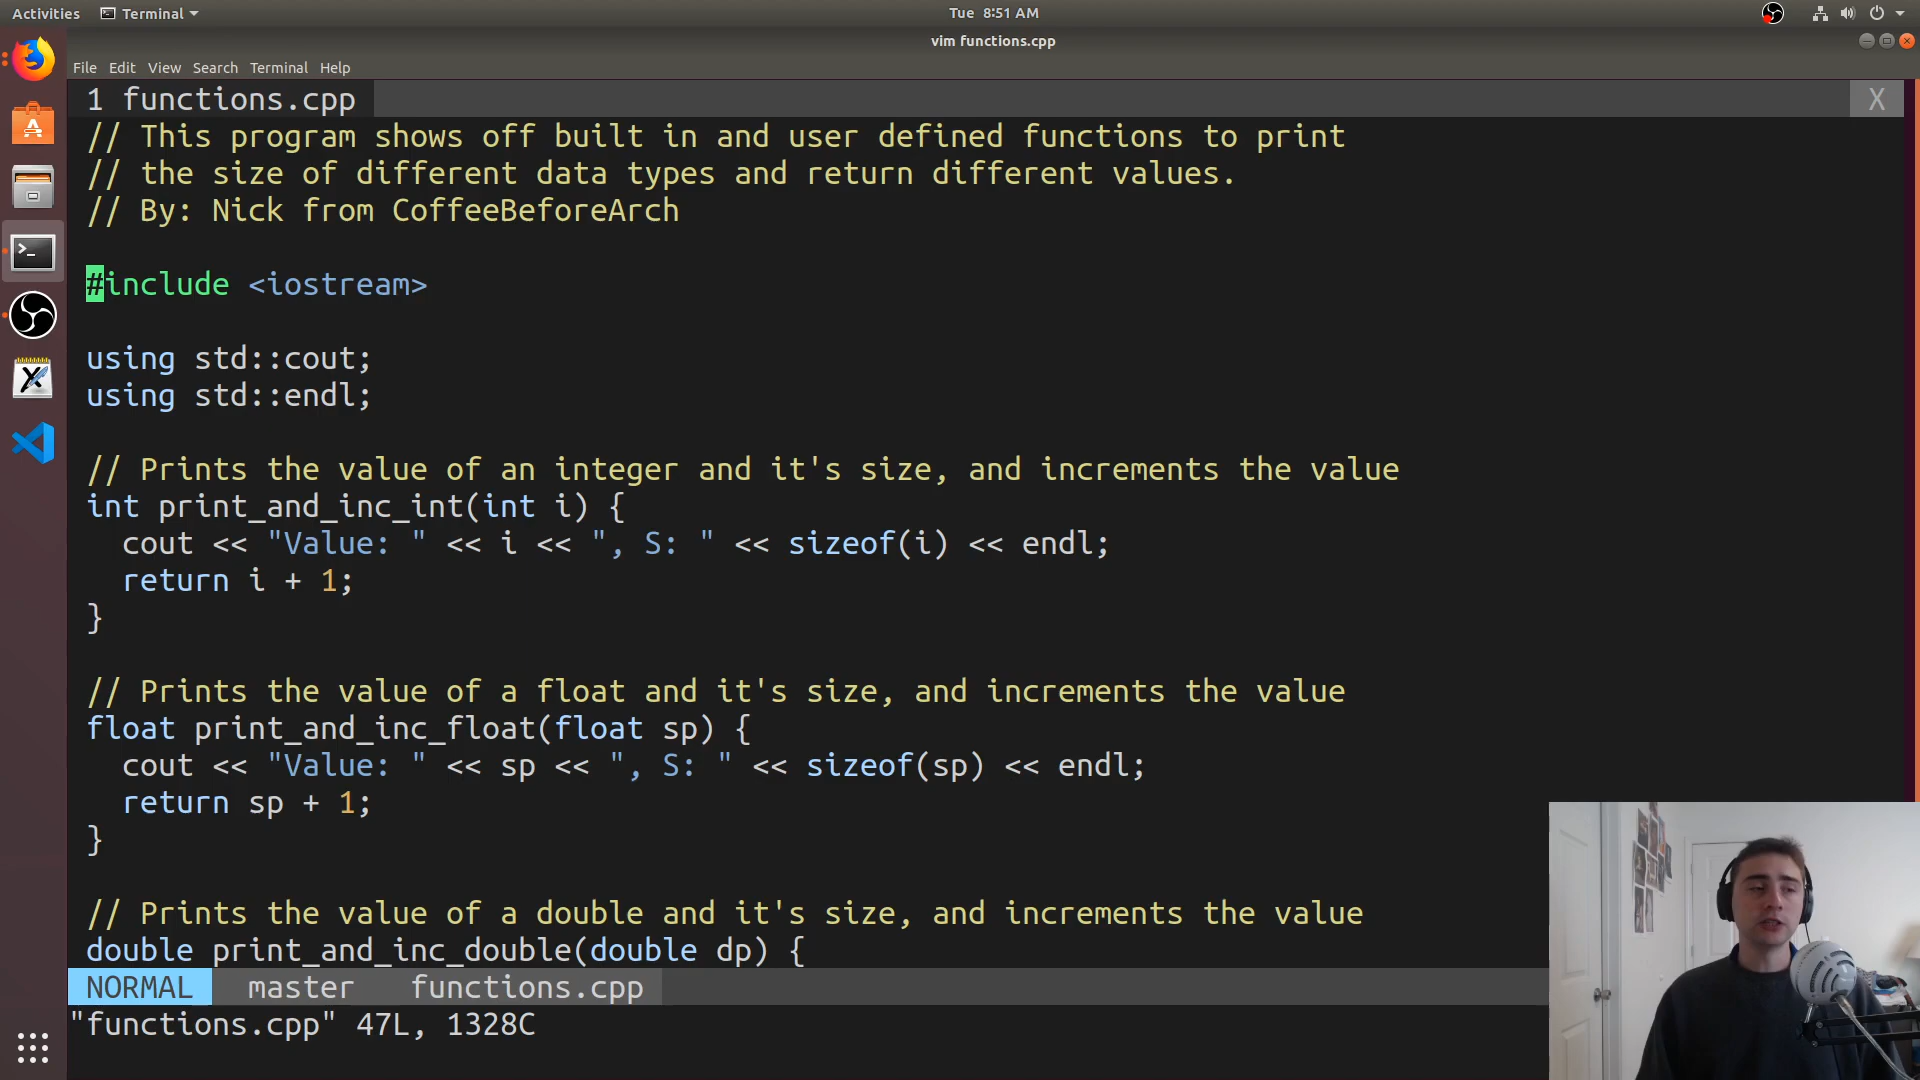 Activities
Terminal
Tue 8:51 AM
vim functions.cpp
File Edit View Search Terminal Help
1 functions.cpp X
// This program shows off built in and user defined functions to print
// the size of different data types and return different values.
// By: Nick from CoffeeBeforeArch
#include <iostream>
using std::cout;
using std::endl;
// Prints the value of an integer and it's size, and increments the value
int print_and_inc_int(int i) {
  cout << "Value: " << i << ", S: " << sizeof(i) << endl;
  return i + 1;
}
// Prints the value of a float and it's size, and increments the value
float print_and_inc_float(float sp) {
  cout << "Value: " << sp << ", S: " << sizeof(sp) << endl;
  return sp + 1;
}
// Prints the value of a double and it's size, and increments the value
double print_and_inc_double(double dp) {
NORMAL master functions.cpp
"functions.cpp" 47L, 1328C